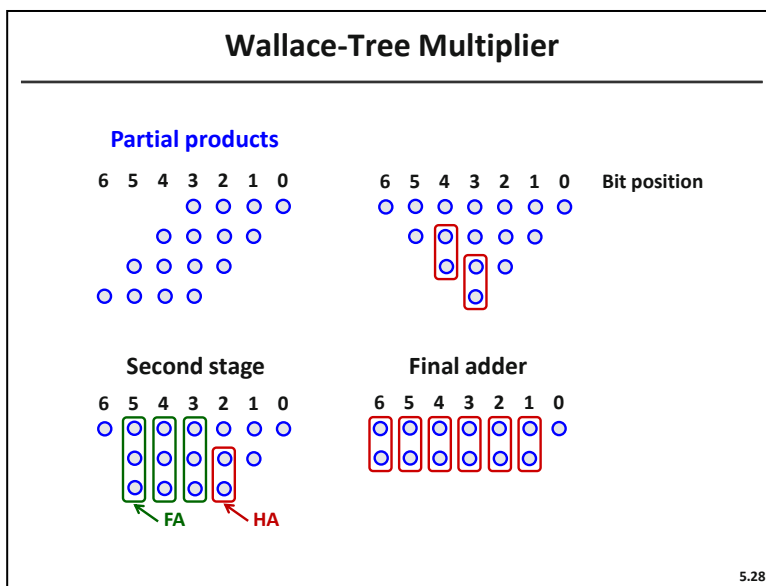 Wallace-Tree Multiplier
Partial products
6 5 4 3 2 1 0
6 5 4 3 2 1 0 Bit position
Second stage
6 5 4 3 2 1 0
FA HA
Final adder
6 5 4 3 2 1 0
5.28